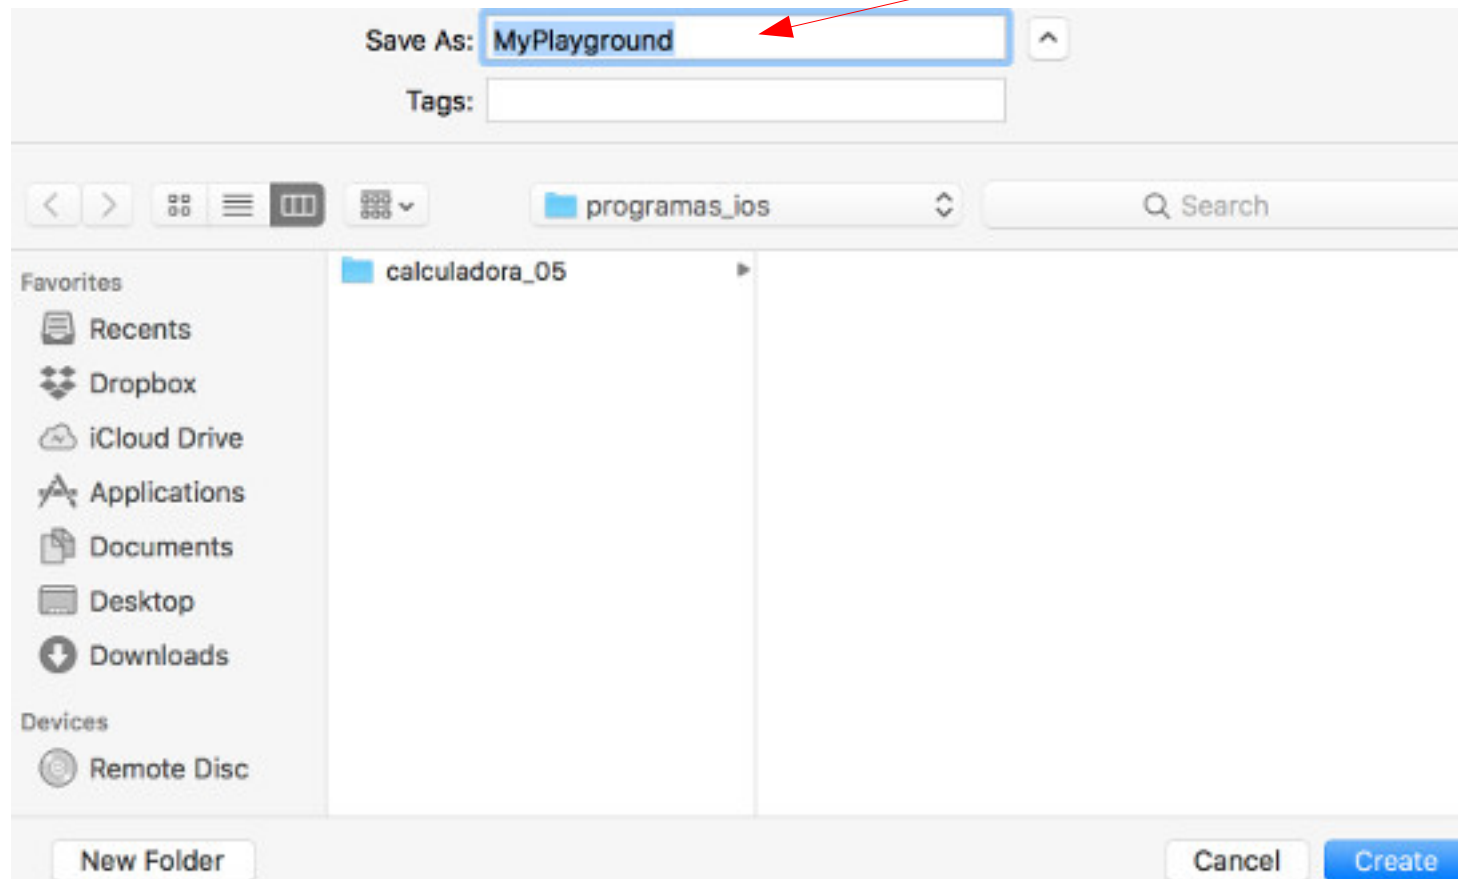 Save As: MyPlayground
Tags:
programas_ios
Search
Favorites
Recents
Dropbox
iCloud Drive
Applications
Documents
Desktop
Downloads
Devices
Remote Disc
calculadora_05
New Folder
Cancel
Create